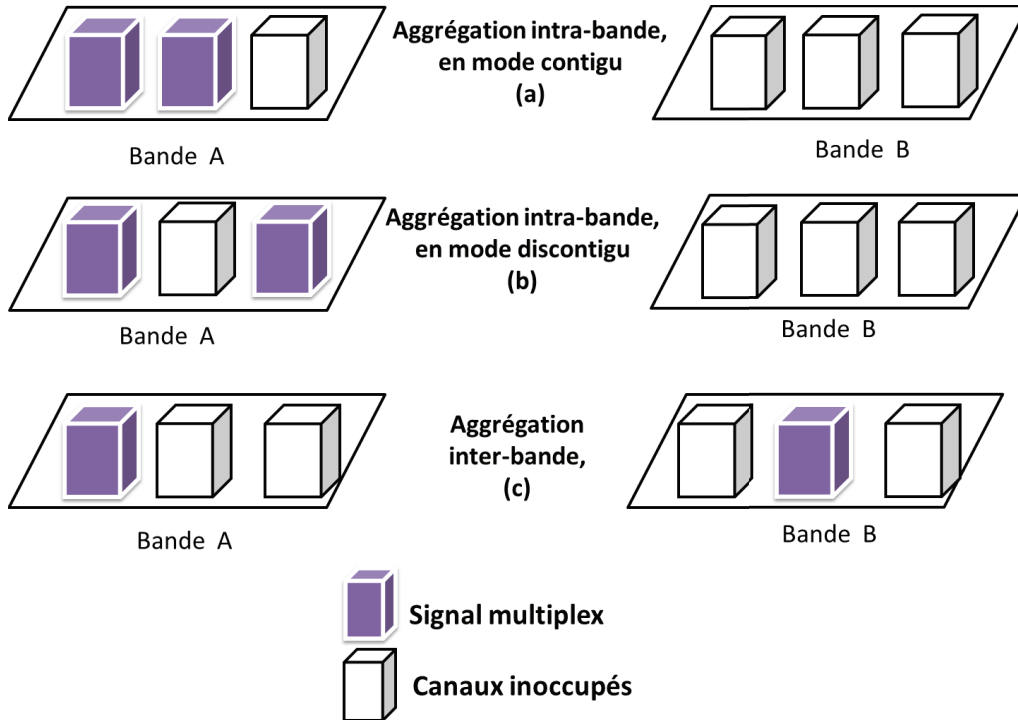 Aggrégation intra-bande,
en mode contigu
(a)
Bande A
Bande B
Aggrégation intra-bande,
en mode discontigu
(b)
Bande A
Bande B
Aggrégation
inter-bande,
(c)
Bande A
Bande B
Signal multiplex
Canaux inoccupés